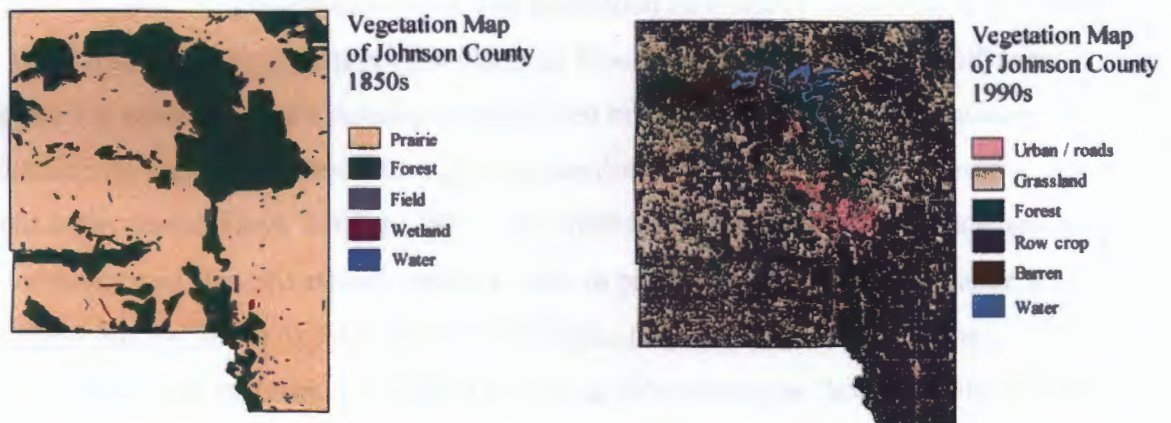 Vegetation Map
of Johnson County
1850s
Prairie
Forest
Field
Wetland
Water
Vegetation Map
of Johnson County
1990s
Urban / roads
Grassland
Forest
Row crop
Barren
Water